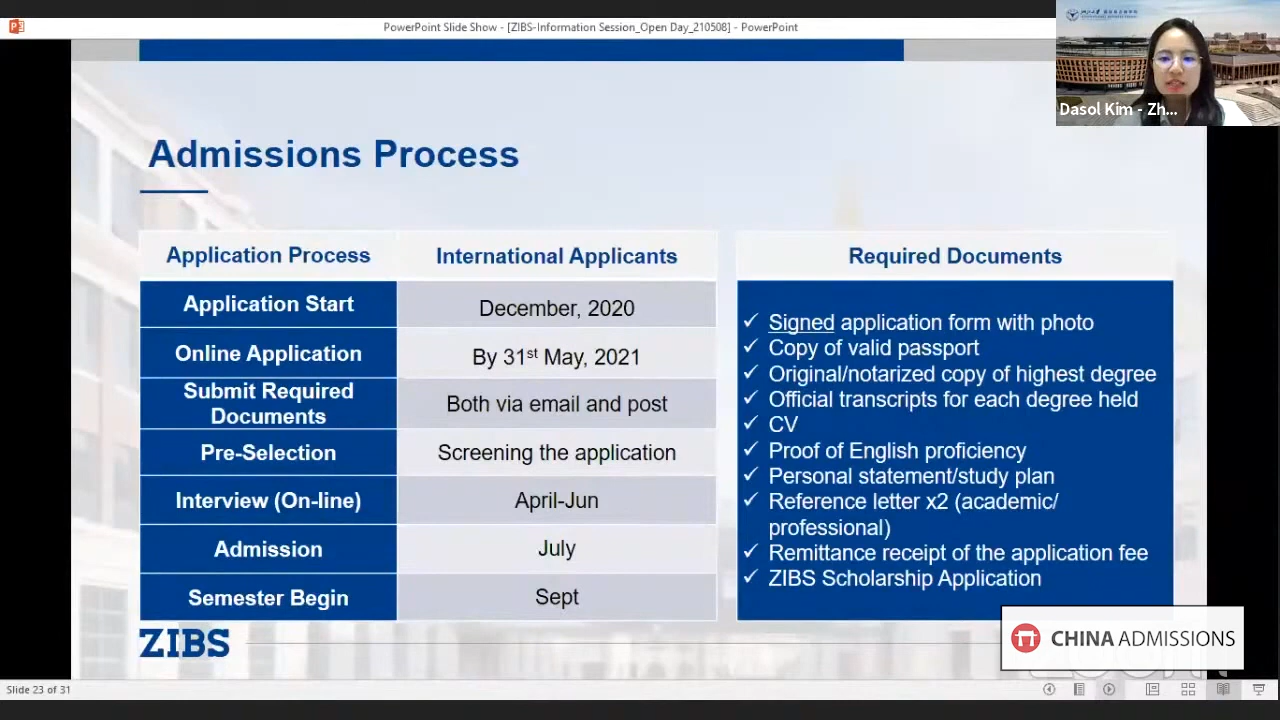 PowerPoint Slide Show - [ZIBS-Information Session_Open Day_210508] - PowerPoint
Dasol Kim - Zh...
Admissions Process
Application Process
International Applicants
Application Start
December, 2020
Online Application
By 31st May, 2021
Submit Required
Documents
Both via email and post
Pre-Selection
Screening the application
Interview (On-line)
April-Jun
Admission
July
Semester Begin
Sept
Required Documents
✓ Signed application form with photo
✓ Copy of valid passport
✓ Original/notarized copy of highest degree
✓ Official transcripts for each degree held
✓ CV
✓ Proof of English proficiency
✓ Personal statement/study plan
✓ Reference letter x2 (academic/
professional)
✓ Remittance receipt of the application fee
✓ ZIBS Scholarship Application
ZIBS
CHINA ADMISSIONS
Slide 23 of 31